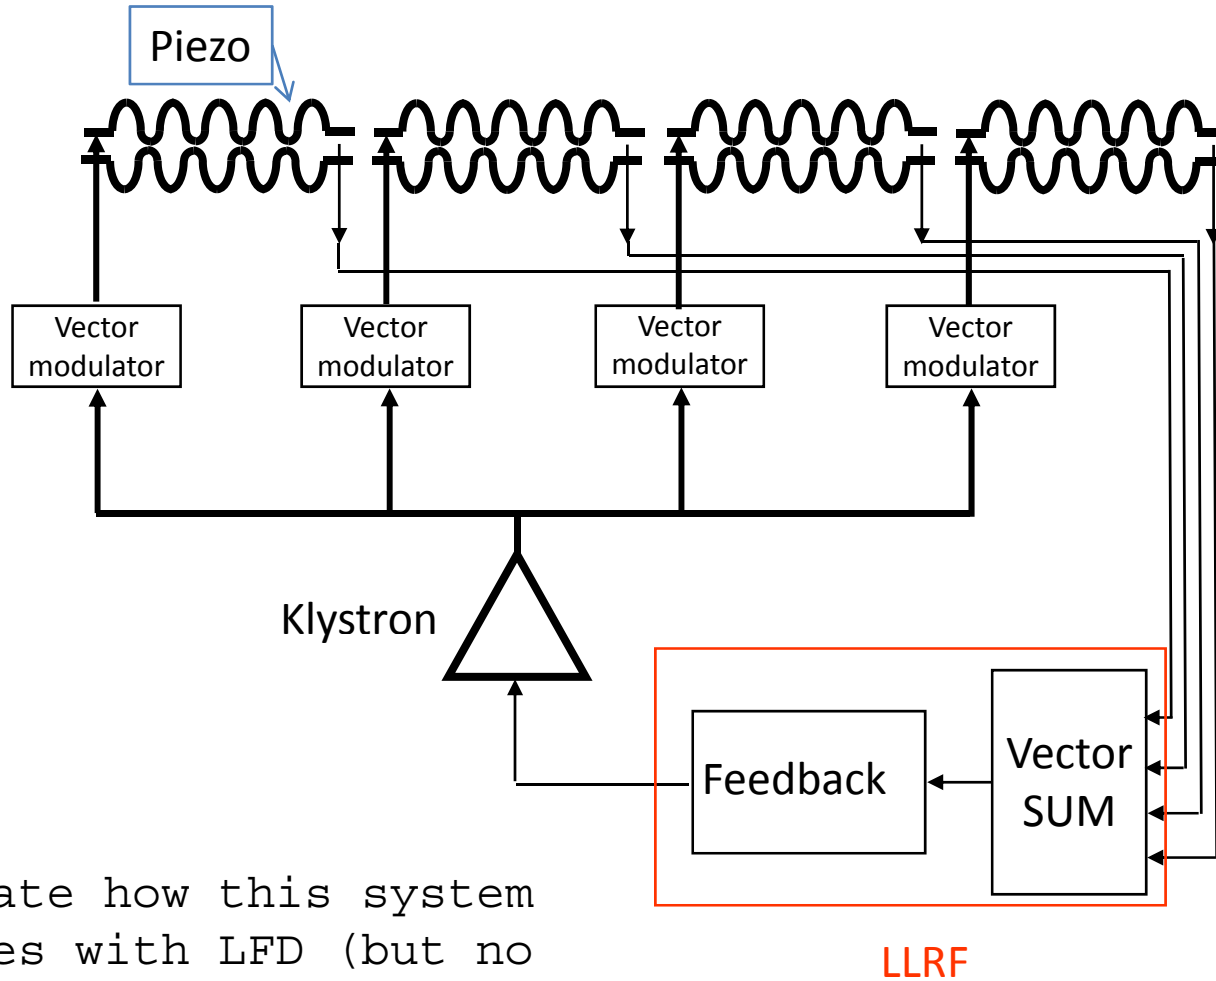 Piezo
Vector
modulator
Vector
modulator
Vector
modulator
Vector
modulator
Klystron
Feedback
Vector
SUM
ate how this system
es with LFD (but no
LLRF